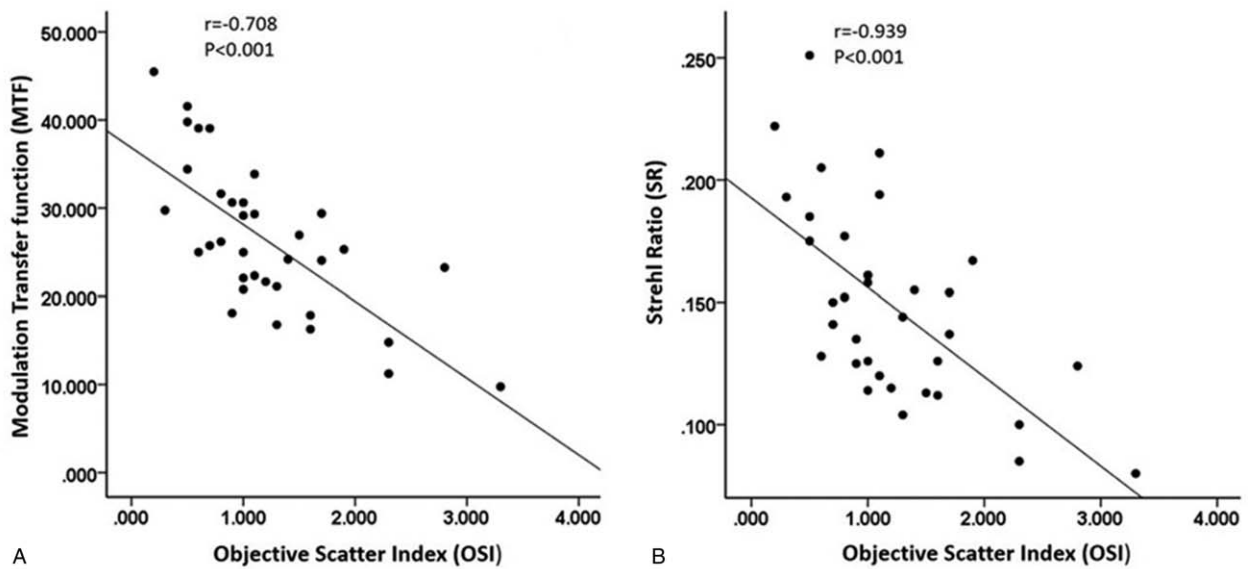 r=-0.708
P<0.001
50.000
40.000
30.000
20.000
10.000
.000
Modulation Transfer function (MTF)
.000 1.000 2.000 3.000 4.000
Objective Scatter Index (OSI)
A
r=-0.939
P<0.001
.250
.200
.150
.100
Strehl Ratio (SR)
.000 1.000 2.000 3.000 4.000
Objective Scatter Index (OSI)
B